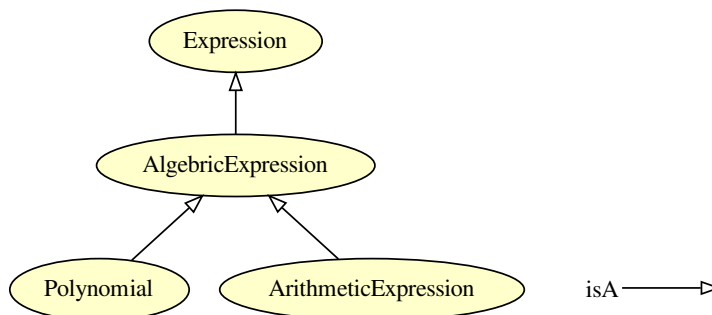 Expression
AlgebricExpression
Polynomial
ArithmeticExpression
isA